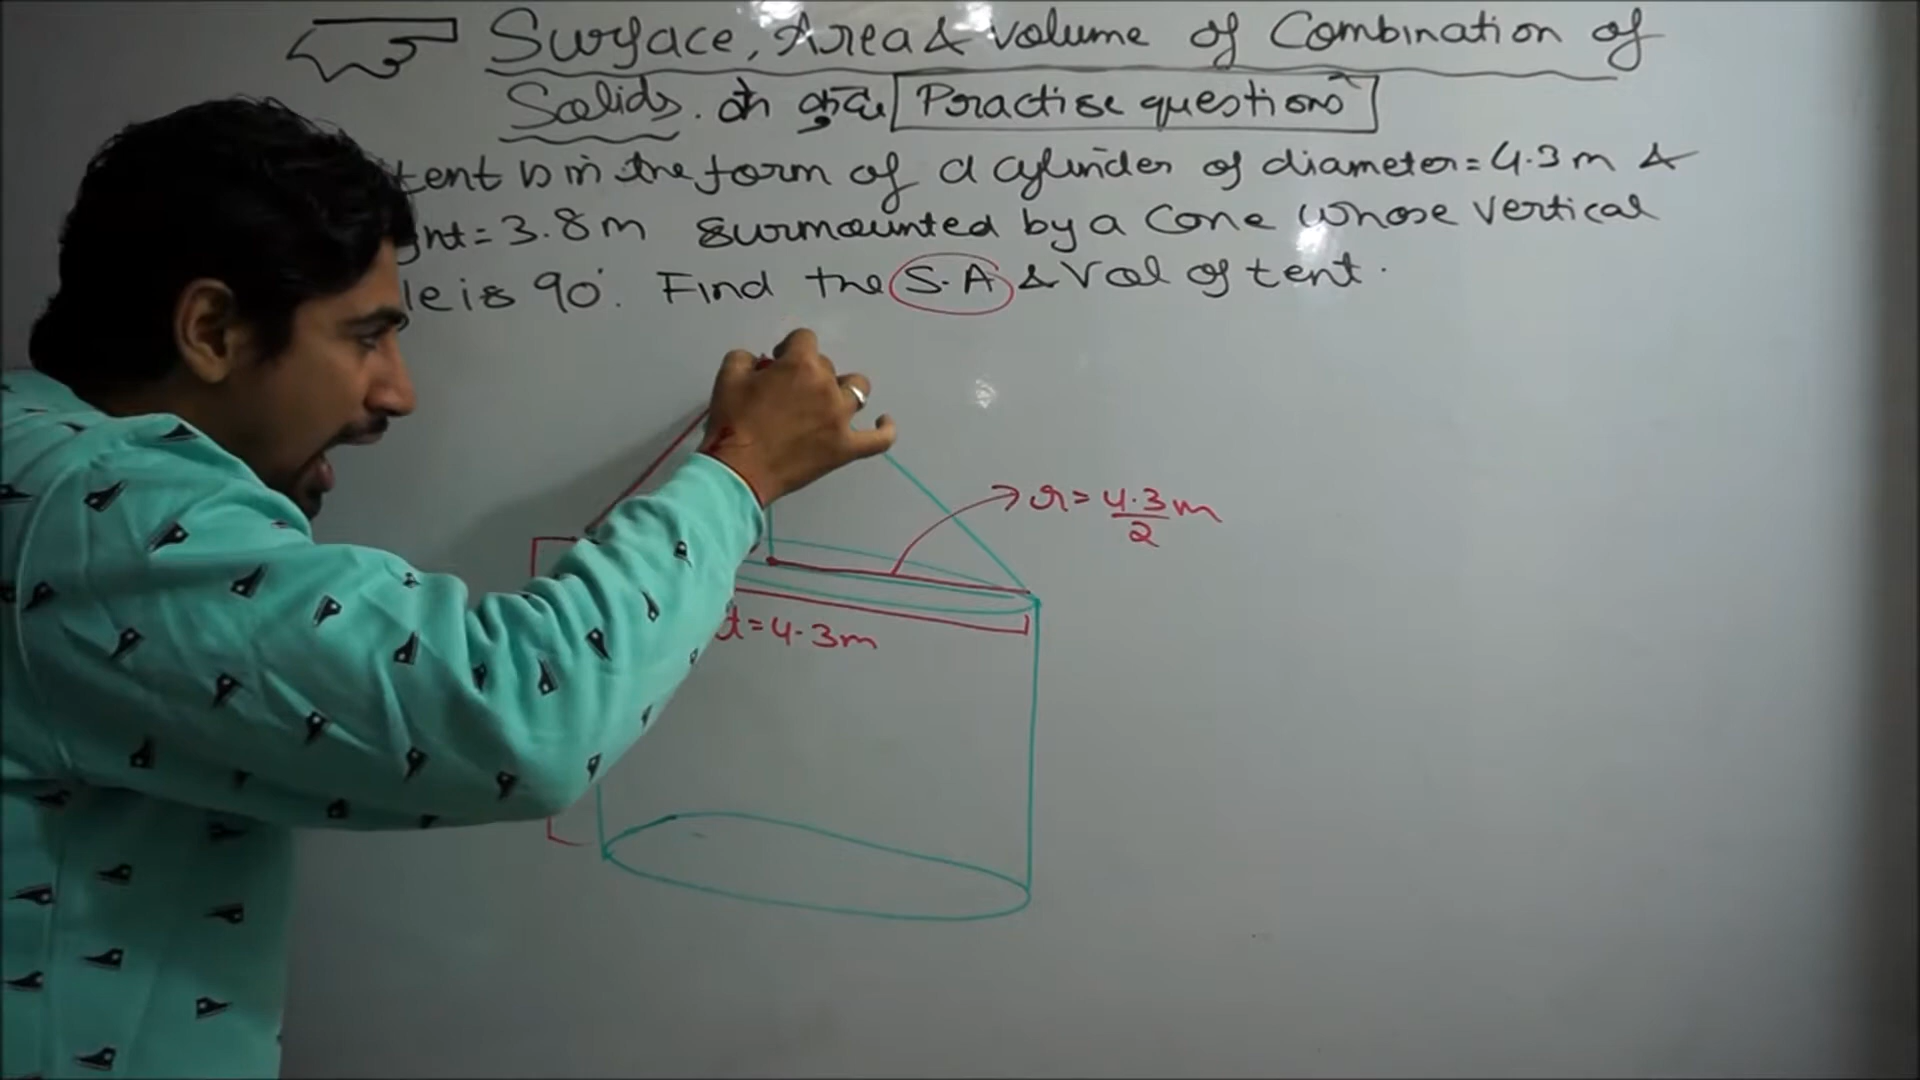 Surface, Area & volume of Combination of
Solids. के कुछ Practise questions
tent is in the form of a cylinder of diameter = 4.3 m &
ght = 3.8 m surmounted by a cone whose vertical
le is 90°. Find the S.A & Vol of tent.
r = 4.3 m
2
d = 4.3m